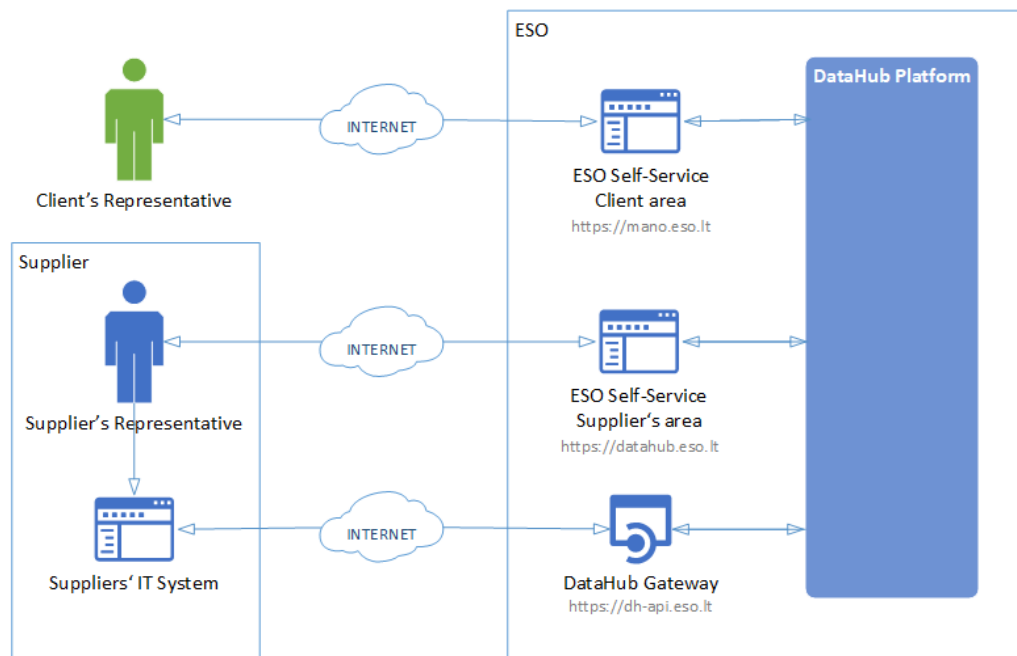 ESO
DataHub Platform
INTERNET
Client’s Representative
ESO Self-Service
Client area
https://mano.eso.lt
Supplier
INTERNET
Supplier’s Representative
ESO Self-Service
Supplier‘s area
https://datahub.eso.lt
INTERNET
Suppliers‘ IT System
DataHub Gateway
https://dh-api.eso.lt